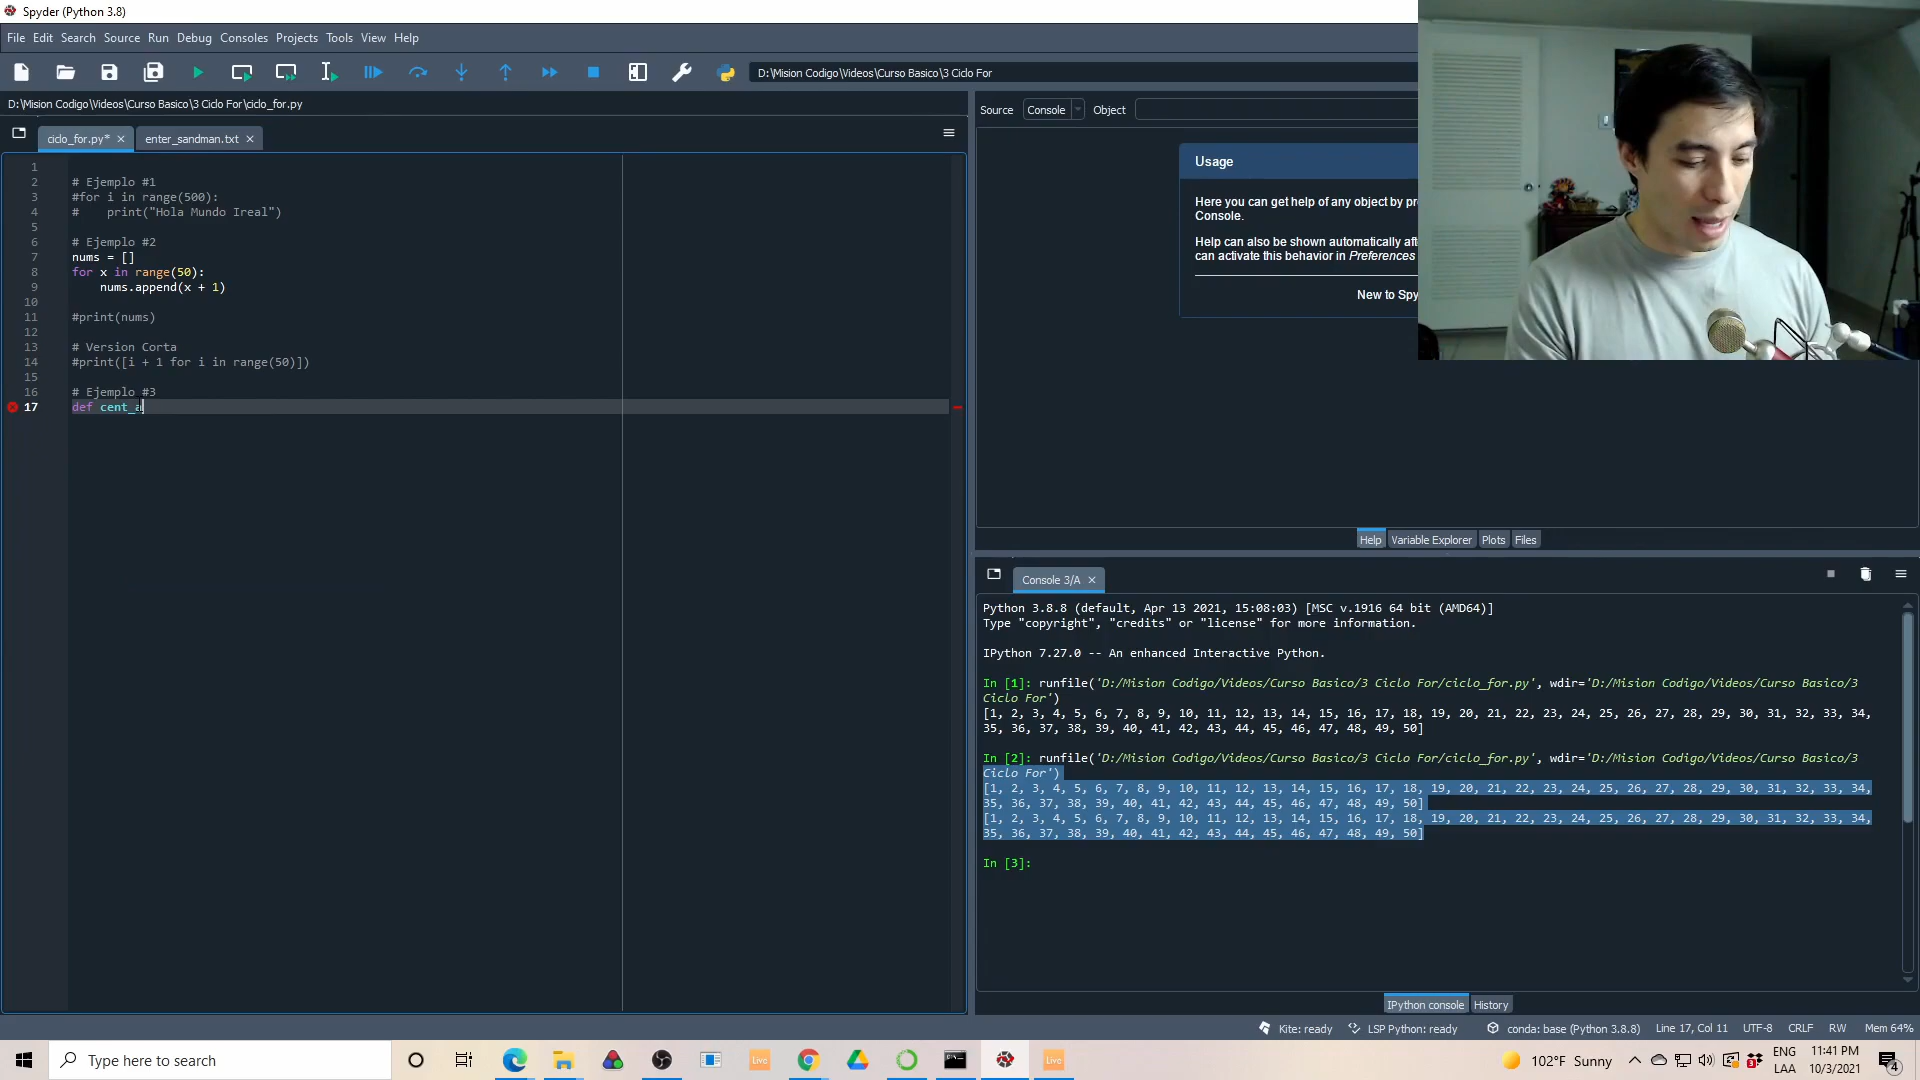 Spyder (Python 3.8)
File Edit Search Source Run Debug Consoles Projects Tools View Help
D:\Mision Codigo\Videos\Curso Basico\3 Ciclo For
D:\Mision Codigo\Videos\Curso Basico\3 Ciclo For\ciclo_for.py
Source Console Object
ciclo_for.py* enter_sandman.txt
Usage
1
2 # Ejemplo #1
3 #for i in range(500):
4 #    print("Hola Mundo Ireal")
5
6 # Ejemplo #2
7 nums = []
8 for x in range(50):
9     nums.append(x + 1)
10
11 #print(nums)
12
13 # Version Corta
14 #print([i + 1 for i in range(50)])
15
16 # Ejemplo #3
17 def cent_a
Here you can get help of any object by pr
Console.
Help can also be shown automatically aft
can activate this behavior in Preferences
New to Spy
Help Variable Explorer Plots Files
Console 3/A
Python 3.8.8 (default, Apr 13 2021, 15:08:03) [MSC v.1916 64 bit (AMD64)]
Type "copyright", "credits" or "license" for more information.
IPython 7.27.0 -- An enhanced Interactive Python.
In [1]: runfile('D:/Mision Codigo/Videos/Curso Basico/3 Ciclo For/ciclo_for.py', wdir='D:/Mision Codigo/Videos/Curso Basico/3
Ciclo For')
[1, 2, 3, 4, 5, 6, 7, 8, 9, 10, 11, 12, 13, 14, 15, 16, 17, 18, 19, 20, 21, 22, 23, 24, 25, 26, 27, 28, 29, 30, 31, 32, 33, 34,
35, 36, 37, 38, 39, 40, 41, 42, 43, 44, 45, 46, 47, 48, 49, 50]
In [2]: runfile('D:/Mision Codigo/Videos/Curso Basico/3 Ciclo For/ciclo_for.py', wdir='D:/Mision Codigo/Videos/Curso Basico/3
Ciclo For')
[1, 2, 3, 4, 5, 6, 7, 8, 9, 10, 11, 12, 13, 14, 15, 16, 17, 18, 19, 20, 21, 22, 23, 24, 25, 26, 27, 28, 29, 30, 31, 32, 33, 34,
35, 36, 37, 38, 39, 40, 41, 42, 43, 44, 45, 46, 47, 48, 49, 50]
[1, 2, 3, 4, 5, 6, 7, 8, 9, 10, 11, 12, 13, 14, 15, 16, 17, 18, 19, 20, 21, 22, 23, 24, 25, 26, 27, 28, 29, 30, 31, 32, 33, 34,
35, 36, 37, 38, 39, 40, 41, 42, 43, 44, 45, 46, 47, 48, 49, 50]
In [3]:
IPython console History
Kite: ready LSP Python: ready conda: base (Python 3.8.8) Line 17, Col 11 UTF-8 CRLF RW Mem 64%
Type here to search
Live
Live
102°F Sunny
ENG
LAA
11:41 PM
10/3/2021
4